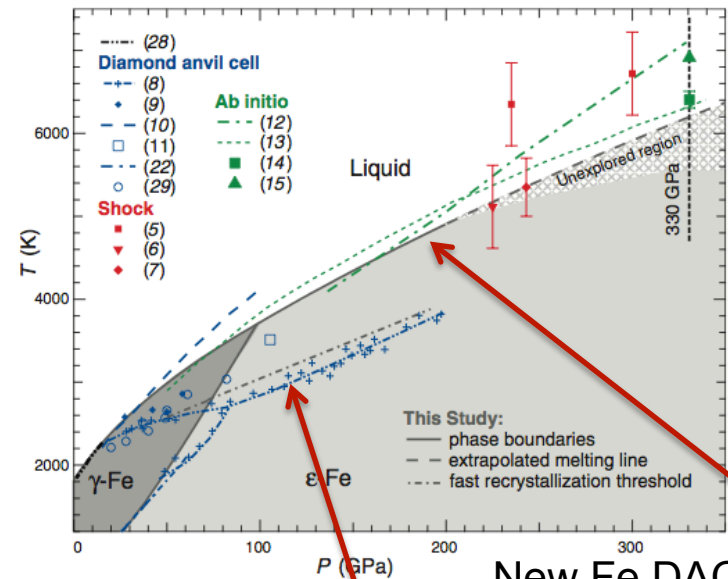 (28)
Diamond anvil cell
(8)
(9)
(10)
(11)
(22)
(29)
Shock
(5)
(6)
(7)
Ab initio
(12)
(13)
(14)
(15)
Liquid
Unexplored region
330 GPa
γ-Fe
ε-Fe
This Study:
phase boundaries
extrapolated melting line
fast recrystallization threshold
T (K)
6000
4000
2000
0
100
200
300
P (GPa)
New Fe DAC